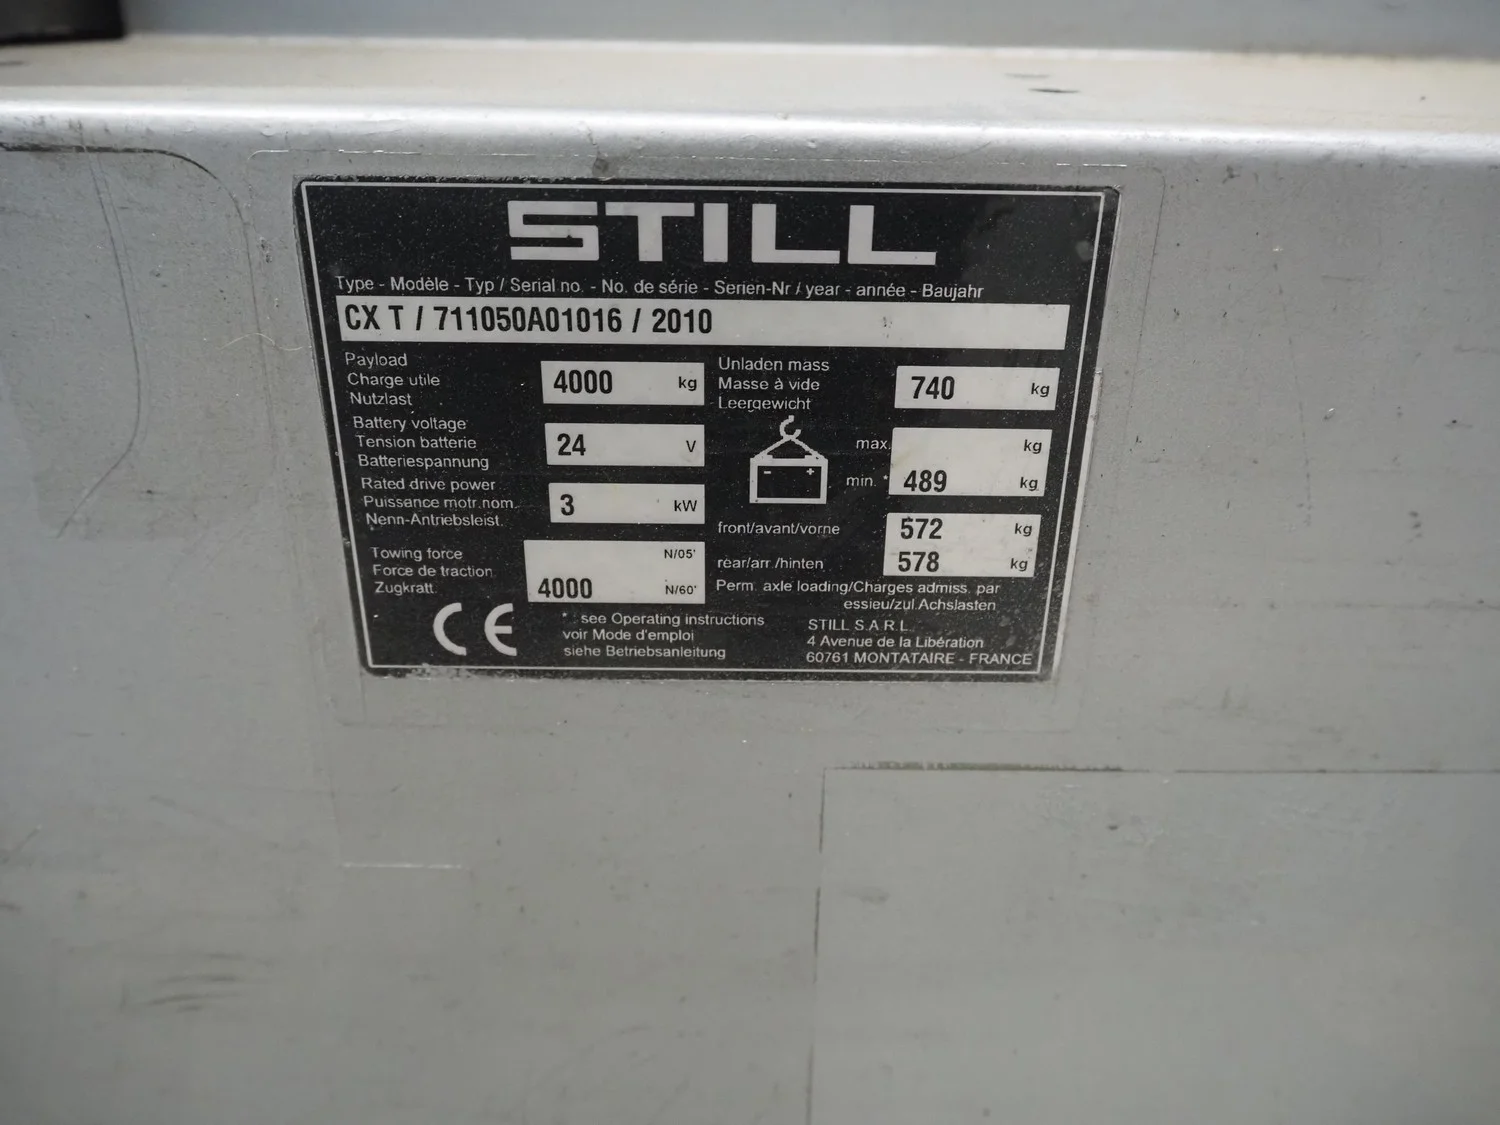 STILL
Type - Modèle - Typ / Serial no. - No. de série - Serien-Nr / year - année - Baujahr
CX T / 711050A01016 / 2010
Payload
Charge utile
Nutzlast
4000 kg
Unladen mass
Masse à vide
Leergewicht
740 kg
Battery voltage
Tension batterie
Batteriespannung
24 V
- +
max. kg
min. * 489 kg
Rated drive power
Puissance motr.nom.
Nenn-Antriebsleist.
3 kW
front/avant/vorne 572 kg
rear/arr./hinten 578 kg
Towing force
Force de traction
Zugkratt.
N/05'
4000 N/60'
Perm. axle loading/Charges admiss. par
essieu/zul.Achslasten
CE
* : see Operating instructions
voir Mode d'emploi
siehe Betriebsanleitung
STILL S.A.R.L.
4 Avenue de la Libération
60761 MONTATAIRE - FRANCE